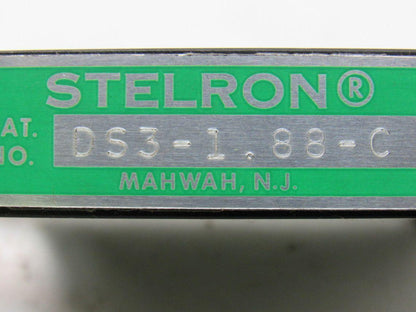 STELRON®
AT. DS3-1.88-C
NO.
MAHWAH, N.J.